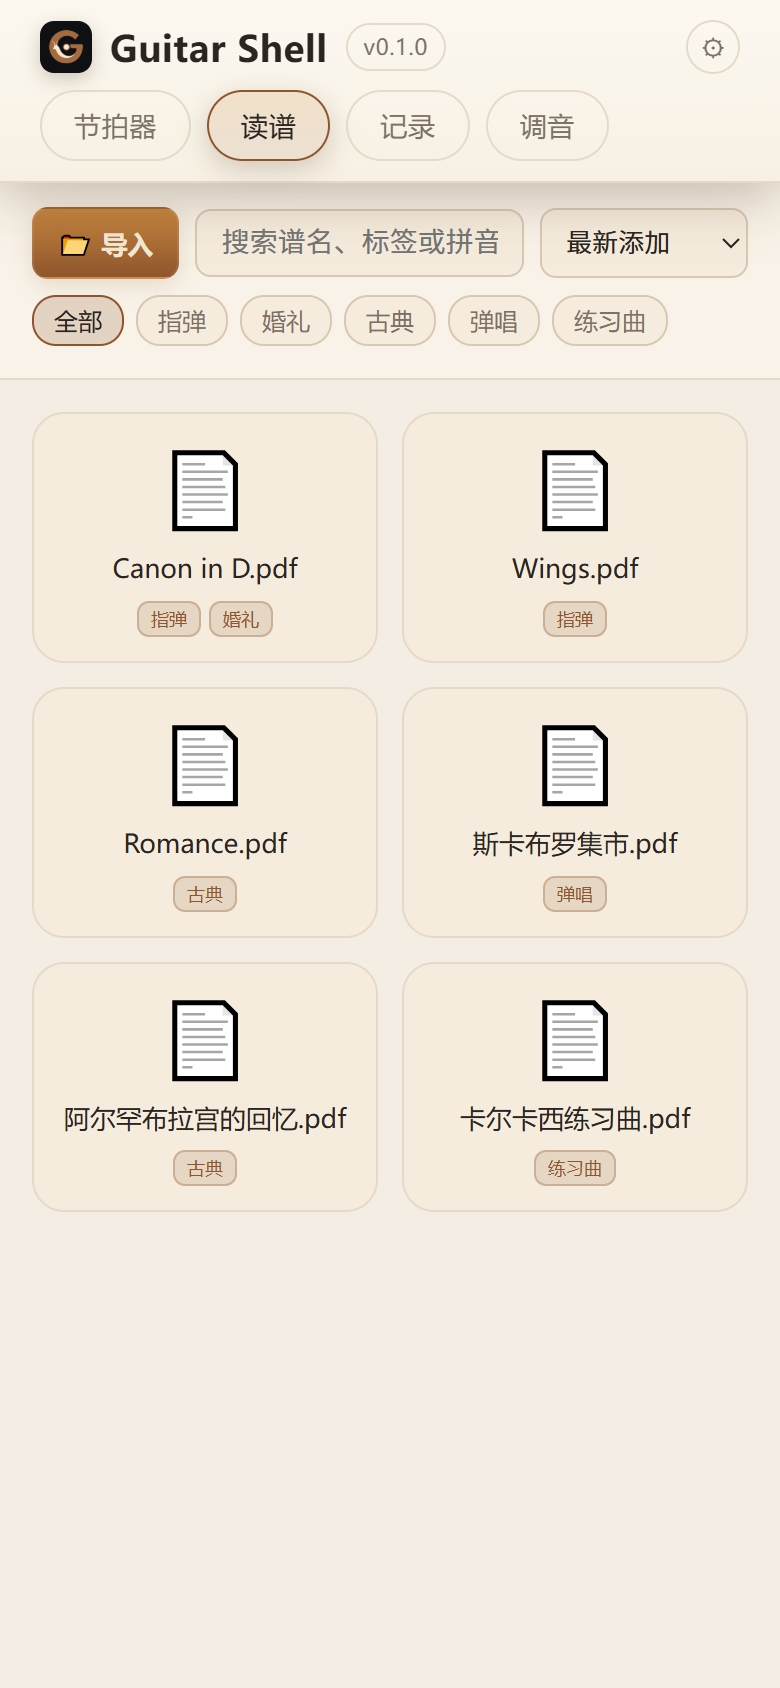 Guitar Shell v0.1.0
节拍器 读谱 记录 调音
导入 搜索谱名、标签或拼音 最新添加
全部 指弹 婚礼 古典 弹唱 练习曲
Canon in D.pdf
指弹 婚礼
Wings.pdf
指弹
Romance.pdf
古典
斯卡布罗集市.pdf
弹唱
阿尔罕布拉宫的回忆.pdf
古典
卡尔卡西练习曲.pdf
练习曲